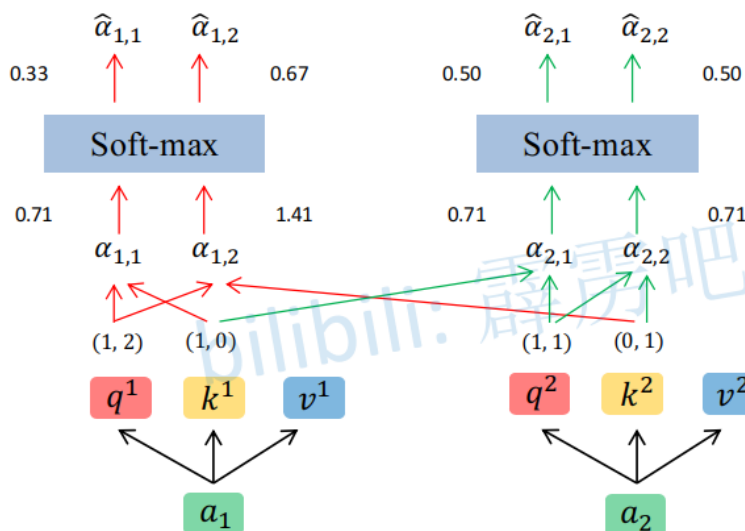 α̂₁,₁ α̂₁,₂ α̂₂,₁ α̂₂,₂
0.33 0.67 0.50 0.50
Soft-max Soft-max
0.71 1.41 0.71 0.71
α₁,₁ α₁,₂ α₂,₁ α₂,₂
bilibili: 霹雳吧
(1, 2) (1, 0) (1, 1) (0, 1)
q¹ k¹ v¹ q² k² v²
a₁ a₂